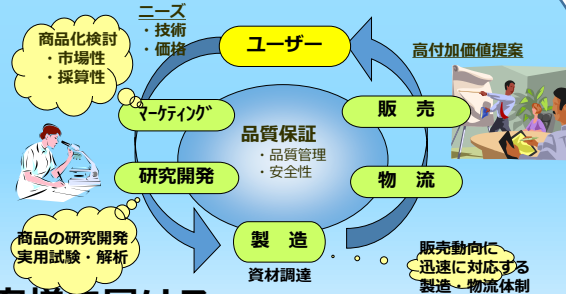 ニーズ
・技術
・価格
商品化検討
・市場性
・採算性
ユーザー
高付加価値提案
マーケティング
販　売
品質保証
・品質管理
・安全性
研究開発
物　流
商品の研究開発
実用試験・解析
製　造
資材調達
販売動向に
迅速に対応する
製造・物流体制